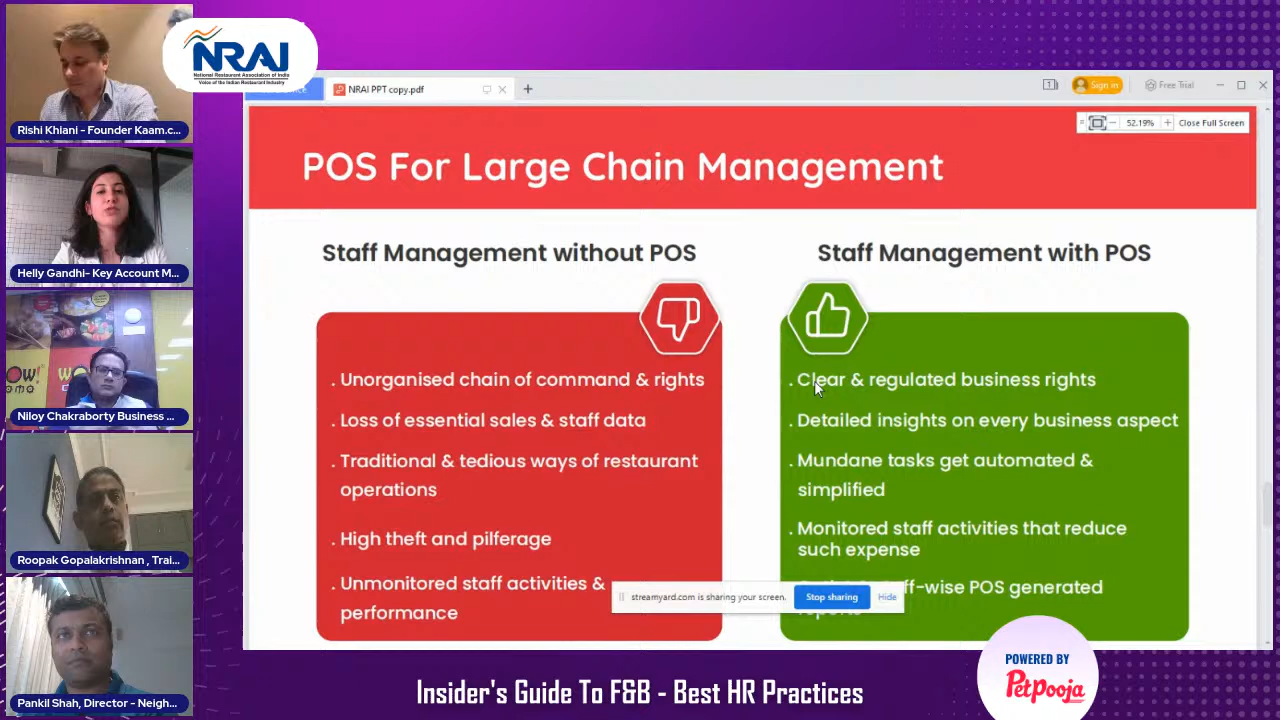 NRAI
National Restaurant Association of India
Voice of the Indian Restaurant Industry
Rishi Khiani - Founder Kaam.c...
Helly Gandhi- Key Account M...
Niloy Chakraborty Business ...
Roopak Gopalakrishnan , Trai...
Pankil Shah, Director - Neigh...
NRAI PPT copy.pdf
Sign in
Free Trial
52.19%
Close Full Screen
POS For Large Chain Management
Staff Management without POS
. Unorganised chain of command & rights
. Loss of essential sales & staff data
. Traditional & tedious ways of restaurant
operations
. High theft and pilferage
. Unmonitored staff activities &
performance
Staff Management with POS
. Clear & regulated business rights
. Detailed insights on every business aspect
. Mundane tasks get automated &
simplified
. Monitored staff activities that reduce
such expense
-wise POS generated
streamyard.com is sharing your screen.
Stop sharing
Hide
Insider's Guide To F&B - Best HR Practices
POWERED BY
Petpooja